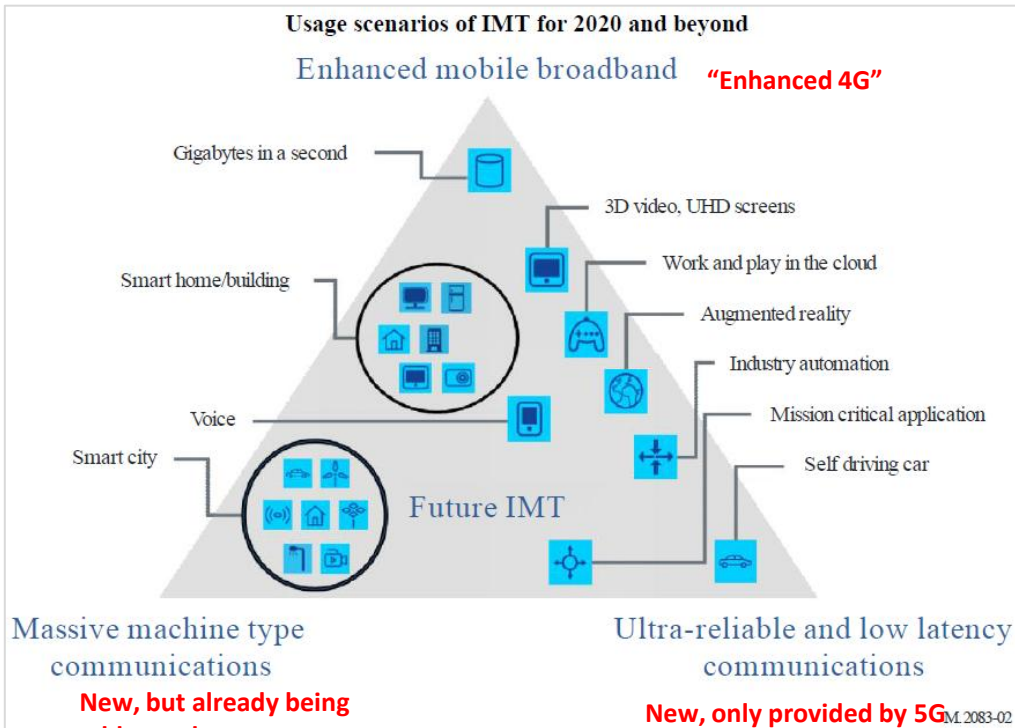 Usage scenarios of IMT for 2020 and beyond
Enhanced mobile broadband
“Enhanced 4G”
Gigabytes in a second
3D video, UHD screens
Smart home/building
Work and play in the cloud
Augmented reality
Industry automation
Voice
Mission critical application
Smart city
Self driving car
Future IMT
Massive machine type
communications
Ultra-reliable and low latency
communications
New, but already being
New, only provided by 5G
M.2083-02